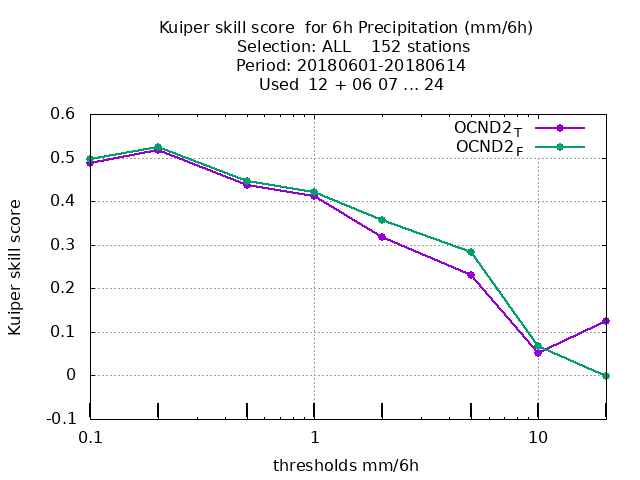 Kuiper skill score  for 6h Precipitation (mm/6h)
Selection: ALL    152 stations
Period: 20180601-20180614
Used  12 + 06 07 ... 24
OCND2T
OCND2F
0.6
0.5
0.4
0.3
0.2
0.1
0
-0.1
Kuiper skill score
0.1 1 10
thresholds mm/6h